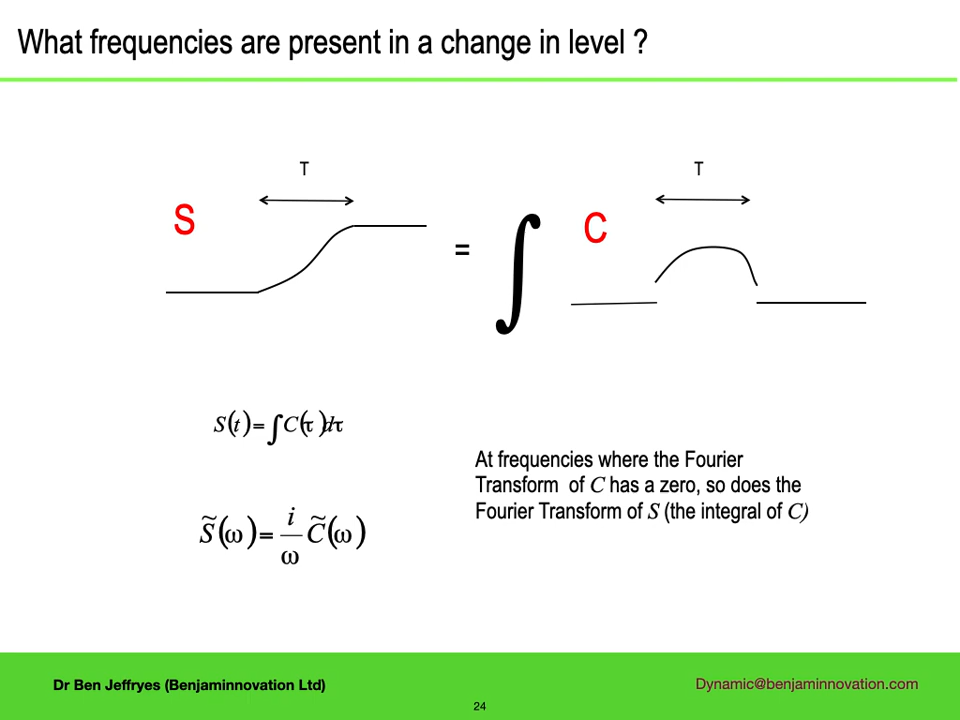 What frequencies are present in a change in level ?
T
T
S
C
= ∫
S(t)=∫C(τ)dτ
At frequencies where the Fourier
Transform of C has a zero, so does the
Fourier Transform of S (the integral of C)
S̃(ω)= i/ω C̃(ω)
Dr Ben Jeffryes (Benjaminnovation Ltd)
Dynamic@benjaminnovation.com
24